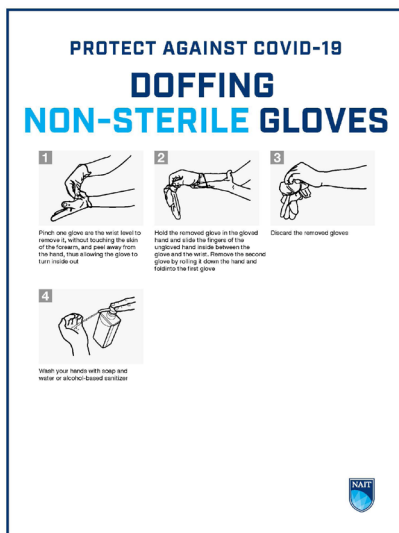 PROTECT AGAINST COVID-19
DOFFING
NON-STERILE GLOVES
1
Pinch one glove are the wrist level to
remove it, without touching the skin
of the forearm, and peel away from
the hand, thus allowing the glove to
turn inside out
2
Hold the removed glove in the gloved
hand and slide the fingers of the
ungloved hand inside between the
glove and the wrist. Remove the second
glove by rolling it down the hand and
foldinto the first glove
3
Discard the removed gloves
4
Wash your hands with soap and
water or alcohol-based sanitizer
NAIT